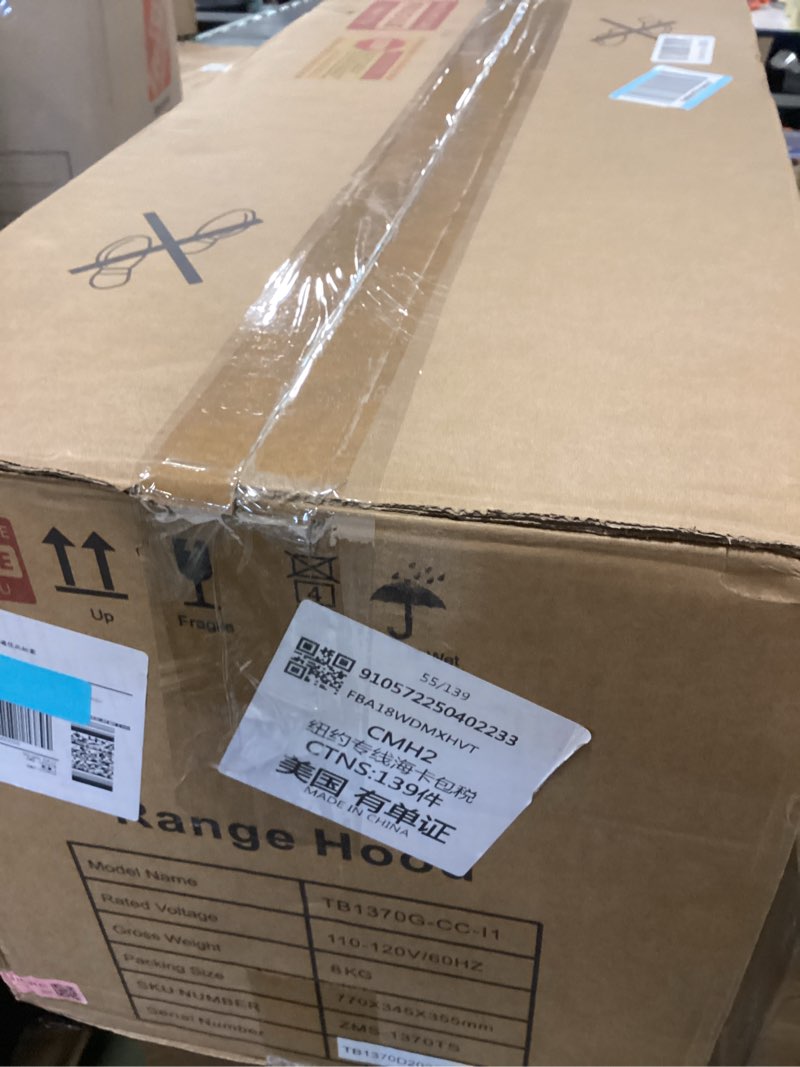 Up
4
55/139
910572250402233
FBA18WDMXHVT
CMH2
纽约专线海卡包税
CTNS:139件
美国 有单证
MADE IN CHINA
Range Hood
Model Name
TB1370G-CC-I1
Rated Voltage
110-120V/60HZ
Gross Weight
8KG
Packing Size
770X345X355mm
SKU NUMBER
ZMS-1370TS
Serial Number